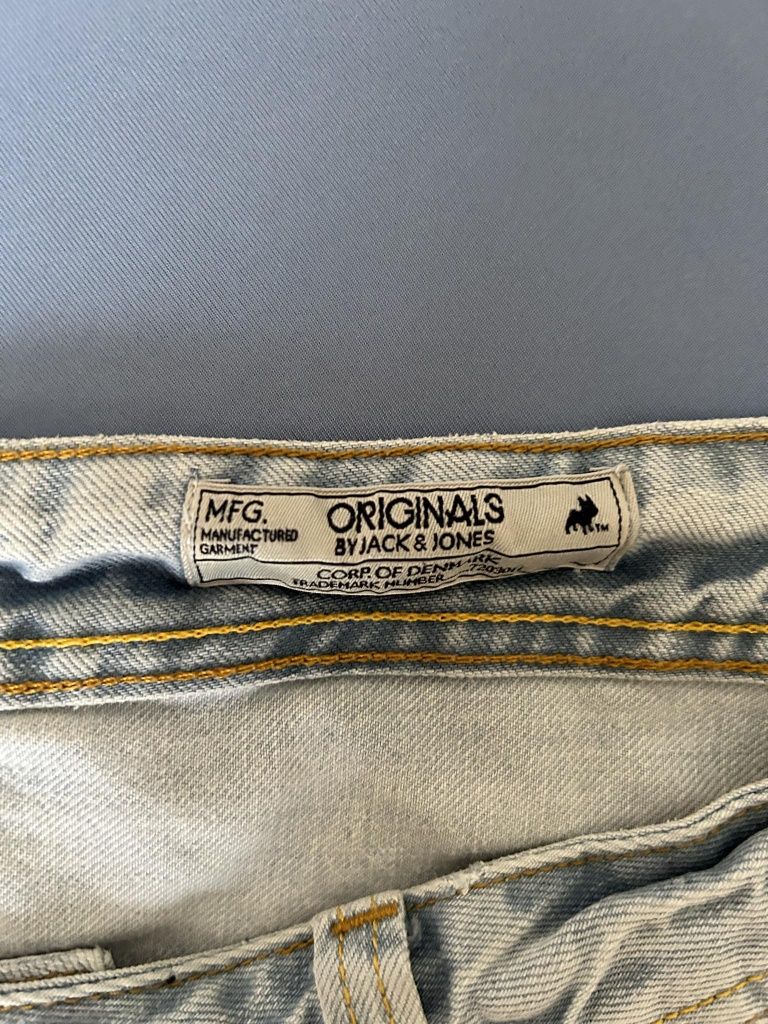 MFG.
MANUFACTURED
GARMENT
ORIGINALS
BY JACK & JONES
TM
CORP. OF DENMARK
TRADEMARK NUMBER